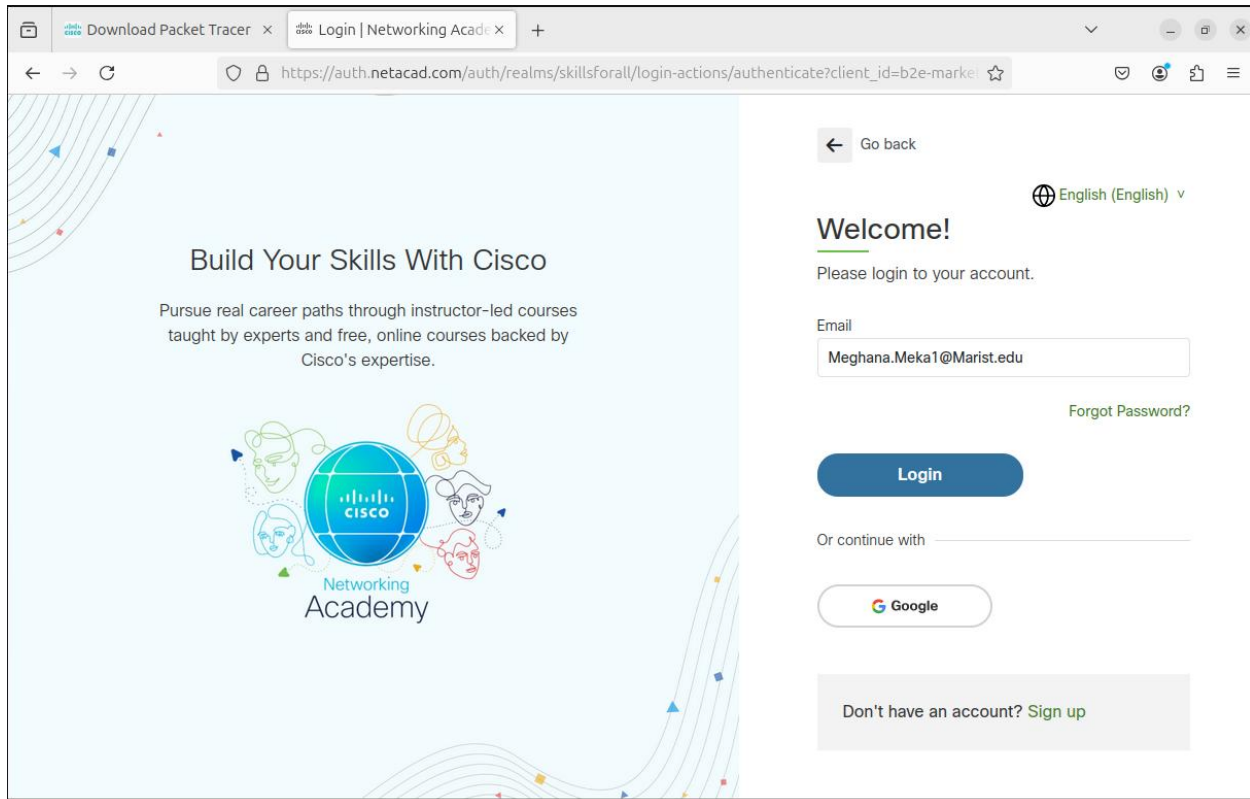 Download Packet Tracer
Login | Networking Acade
https://auth.netacad.com/auth/realms/skillsforall/login-actions/authenticate?client_id=b2e-marke
Build Your Skills With Cisco
Pursue real career paths through instructor-led courses
taught by experts and free, online courses backed by
Cisco's expertise.
CISCO
Networking
Academy
Go back
English (English)
Welcome!
Please login to your account.
Email
Meghana.Meka1@Marist.edu
Forgot Password?
Login
Or continue with
Google
Don't have an account? Sign up